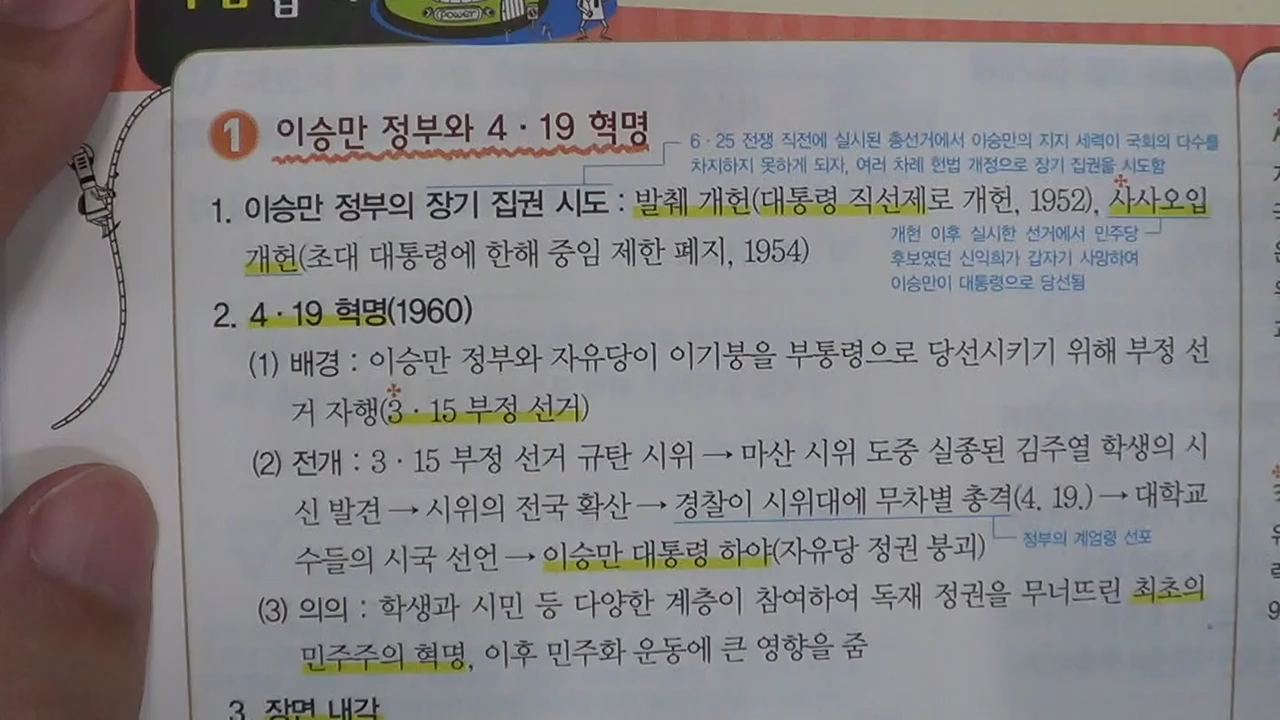 power
1 이승만 정부와 4·19 혁명
6·25 전쟁 직전에 실시된 총선거에서 이승만의 지지 세력이 국회의 다수를
차지하지 못하게 되자, 여러 차례 헌법 개정으로 장기 집권을 시도함
1. 이승만 정부의 장기 집권 시도 : 발췌 개헌(대통령 직선제로 개헌, 1952), 사사오입
개헌(초대 대통령에 한해 중임 제한 폐지, 1954)
개헌 이후 실시한 선거에서 민주당
후보였던 신익희가 갑자기 사망하여
이승만이 대통령으로 당선됨
2. 4·19 혁명(1960)
(1) 배경 : 이승만 정부와 자유당이 이기붕을 부통령으로 당선시키기 위해 부정 선
거 자행(3·15 부정 선거)
(2) 전개 : 3·15 부정 선거 규탄 시위 → 마산 시위 도중 실종된 김주열 학생의 시
신 발견 → 시위의 전국 확산 → 경찰이 시위대에 무차별 총격(4. 19.) → 대학교
수들의 시국 선언 → 이승만 대통령 하야(자유당 정권 붕괴)
정부의 계엄령 선포
(3) 의의 : 학생과 시민 등 다양한 계층이 참여하여 독재 정권을 무너뜨린 최초의
민주주의 혁명, 이후 민주화 운동에 큰 영향을 줌
3. 장면 내각